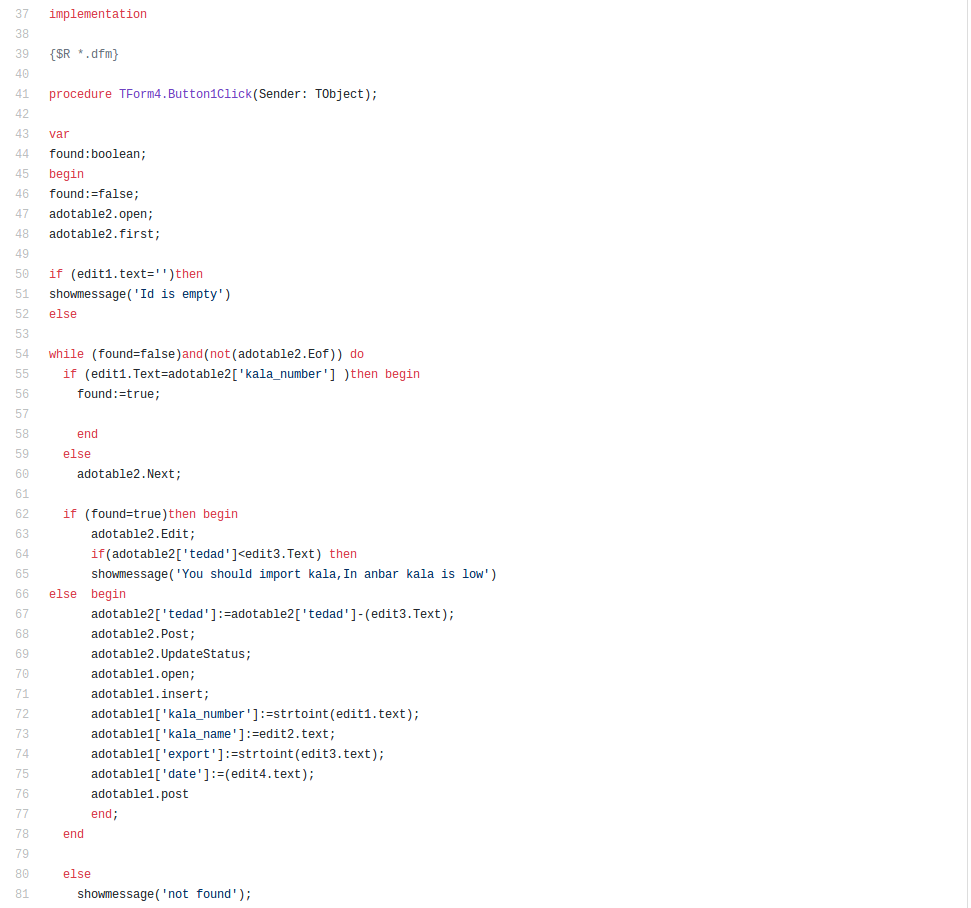 37 implementation
38
39 {$R *.dfm}
40
41 procedure TForm4.Button1Click(Sender: TObject);
42
43 var
44 found:boolean;
45 begin
46 found:=false;
47 adotable2.open;
48 adotable2.first;
49
50 if (edit1.text='')then
51 showmessage('Id is empty')
52 else
53
54 while (found=false)and(not(adotable2.Eof)) do
55   if (edit1.Text=adotable2['kala_number'] )then begin
56     found:=true;
57
58     end
59   else
60     adotable2.Next;
61
62   if (found=true)then begin
63       adotable2.Edit;
64       if(adotable2['tedad']<edit3.Text) then
65       showmessage('You should import kala,In anbar kala is low')
66 else  begin
67       adotable2['tedad']:=adotable2['tedad']-(edit3.Text);
68       adotable2.Post;
69       adotable2.UpdateStatus;
70       adotable1.open;
71       adotable1.insert;
72       adotable1['kala_number']:=strtoint(edit1.text);
73       adotable1['kala_name']:=edit2.text;
74       adotable1['export']:=strtoint(edit3.text);
75       adotable1['date']:=(edit4.text);
76       adotable1.post
77       end;
78   end
79
80   else
81     showmessage('not found');